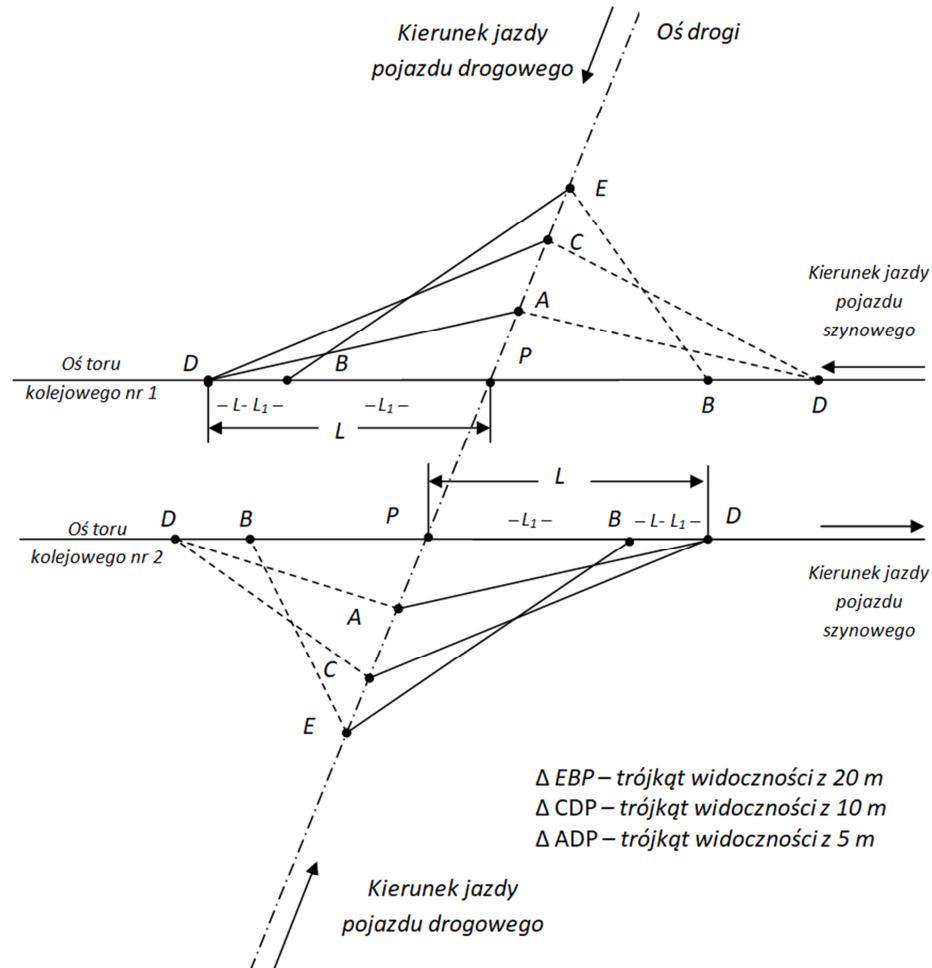 Kierunek jazdy
pojazdu drogowego
Oś drogi
E
C
A
Kierunek jazdy
pojazdu
szynowego
Oś toru
kolejowego nr 1
D
B
P
B
D
– L- L₁ –
–L₁–
L
L
Oś toru
kolejowego nr 2
D
B
P
–L₁–
B
– L- L₁ –
D
Kierunek jazdy
pojazdu
szynowego
A
C
E
Δ EBP – trójkąt widoczności z 20 m
Δ CDP – trójkąt widoczności z 10 m
Δ ADP – trójkąt widoczności z 5 m
Kierunek jazdy
pojazdu drogowego